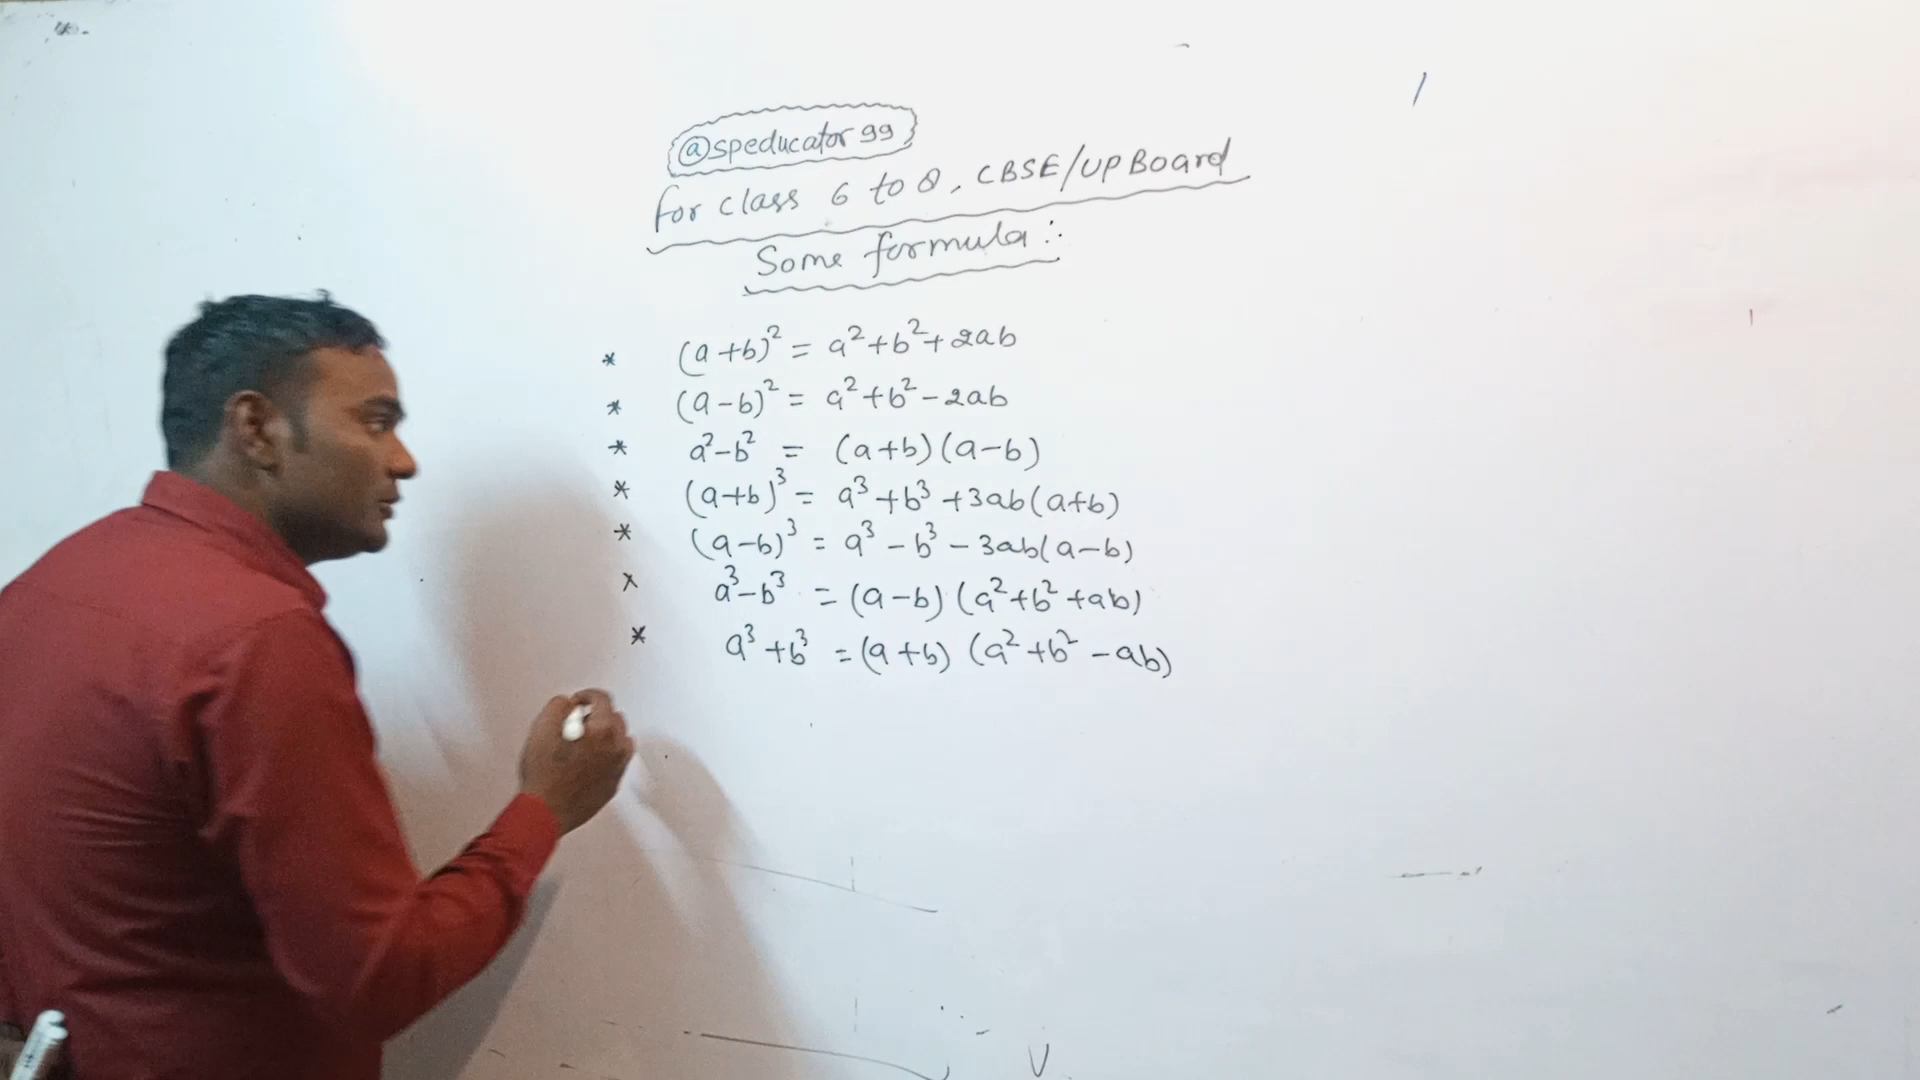 @speducator99
for class 6 to 8, CBSE/UP Board
Some formula :-
* (a+b)² = a²+b²+2ab
* (a-b)² = a²+b²-2ab
* a²-b² = (a+b)(a-b)
* (a+b)³ = a³+b³+3ab(a+b)
* (a-b)³ = a³-b³-3ab(a-b)
* a³-b³ = (a-b)(a²+b²+ab)
* a³+b³ = (a+b)(a²+b²-ab)